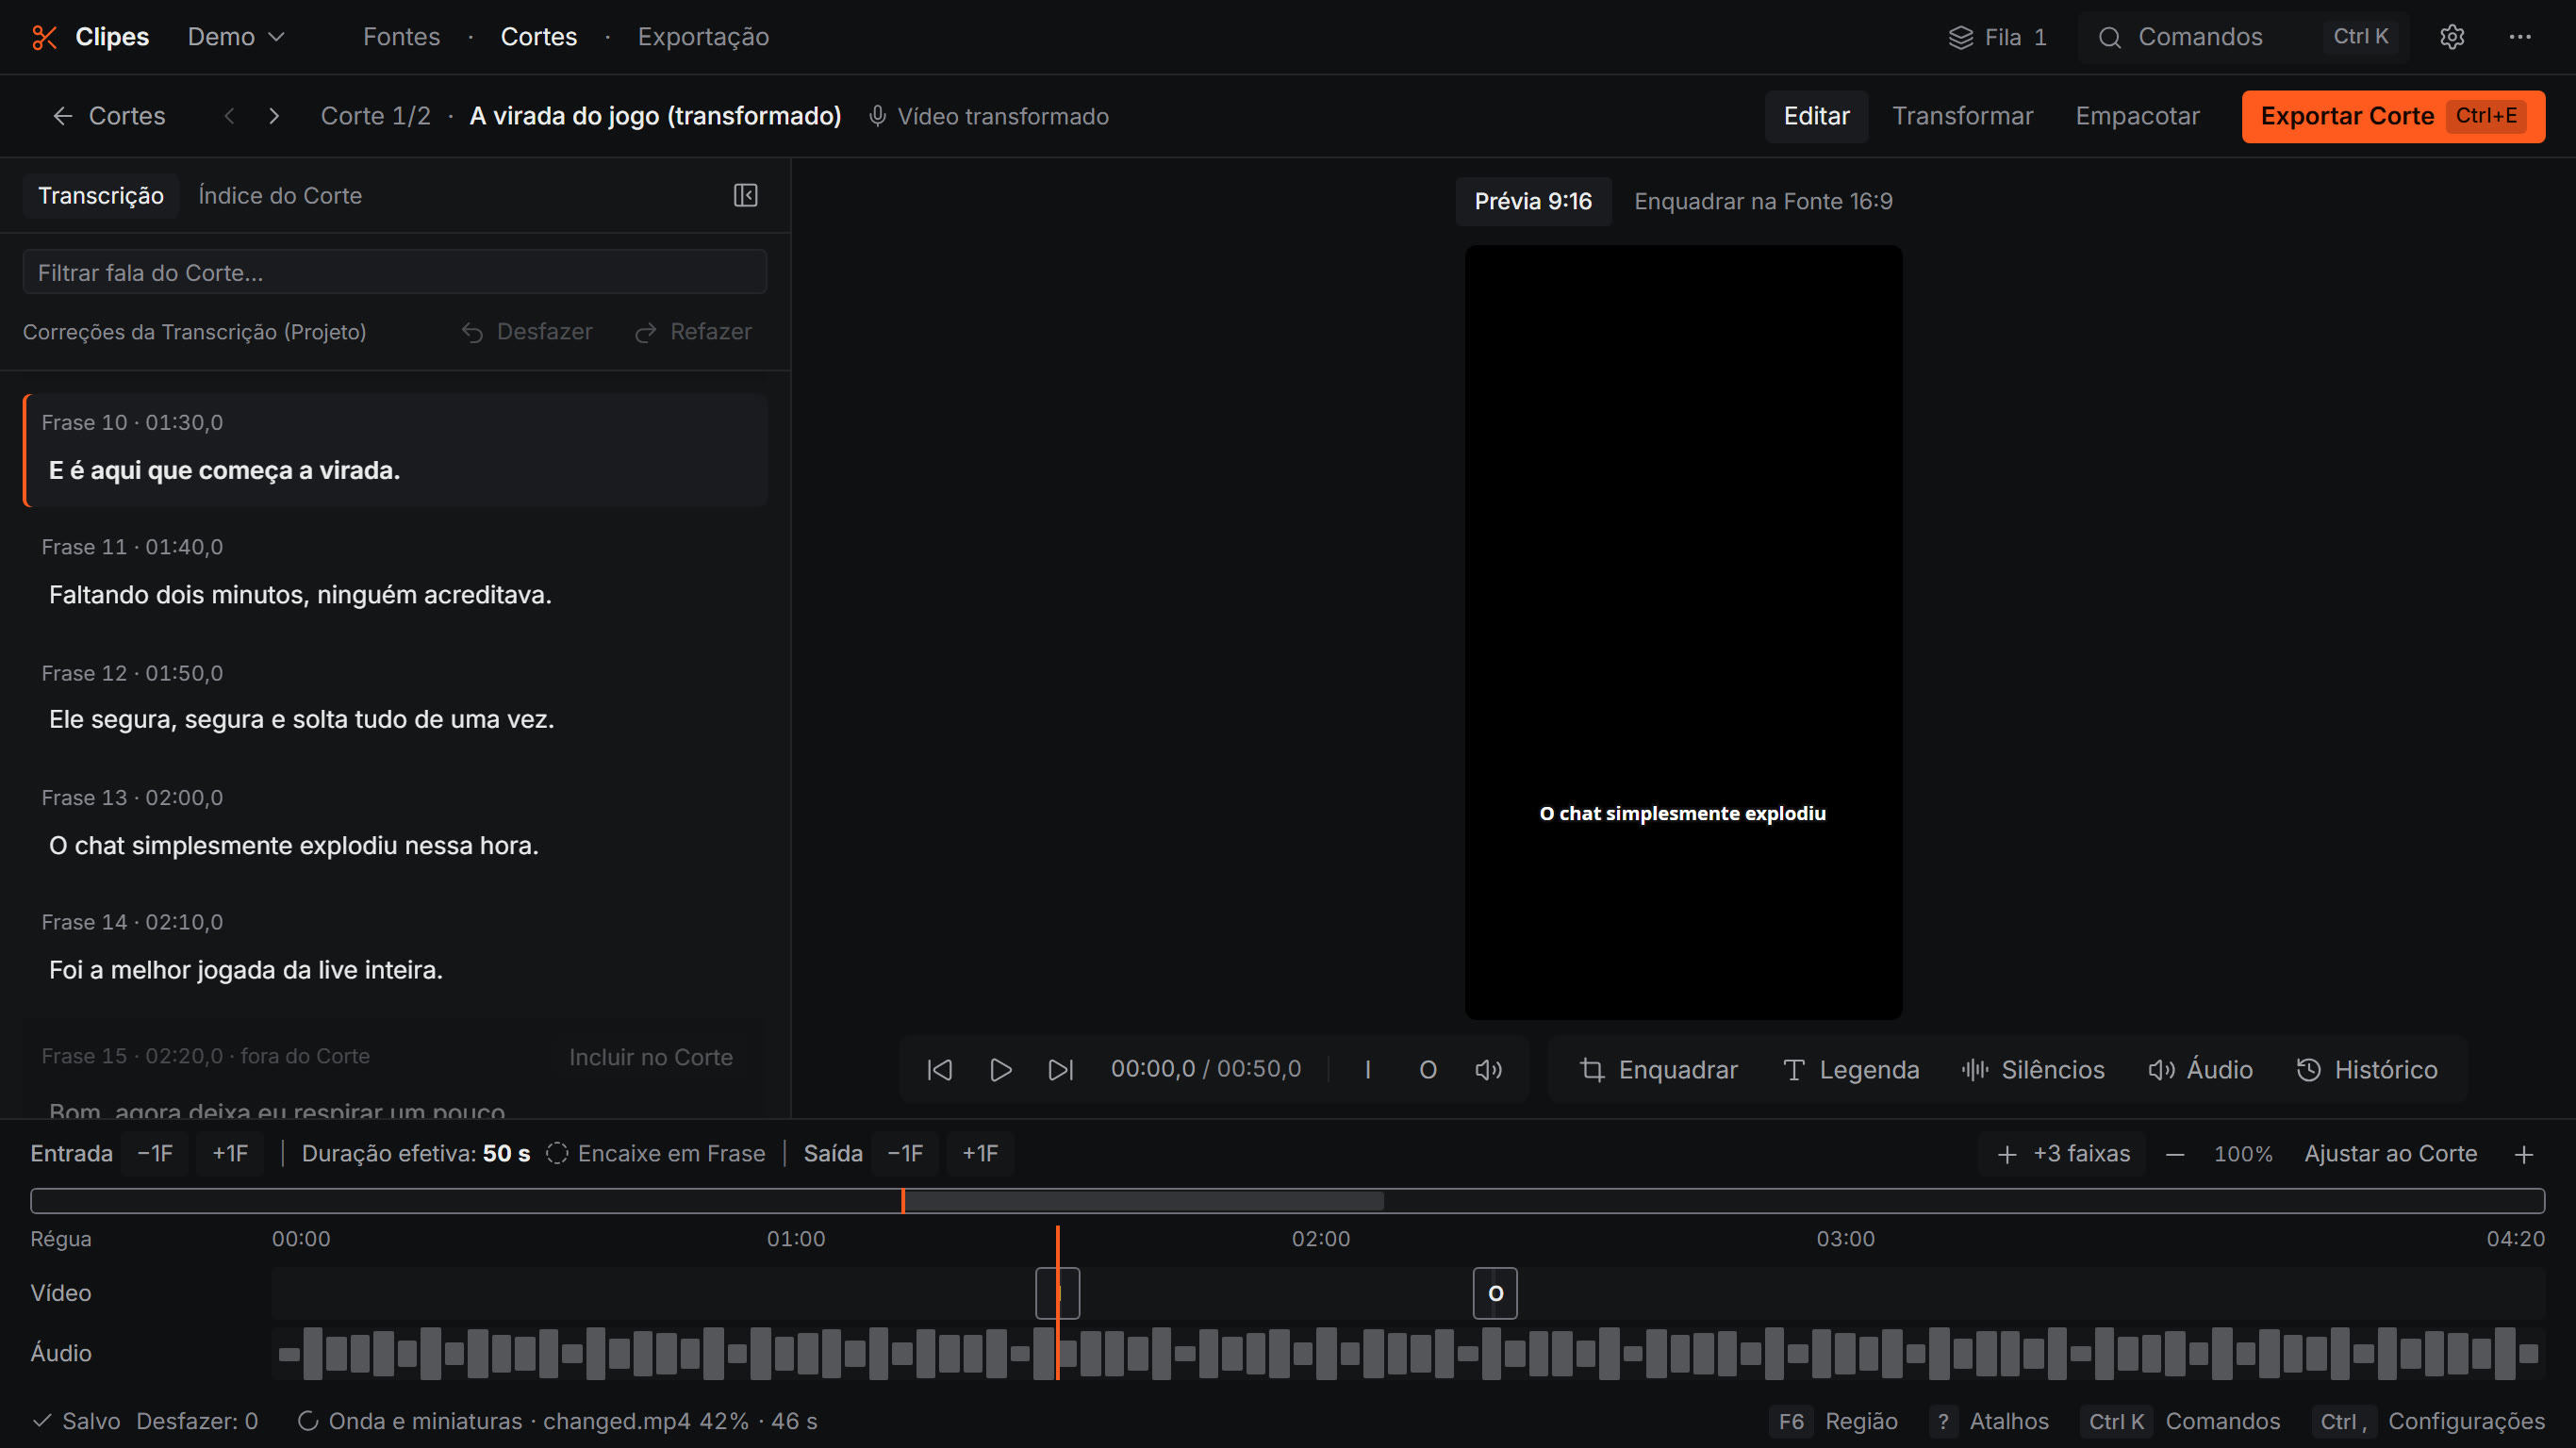 Clipes Demo Fontes · Cortes · Exportação Fila 1 Comandos Ctrl K
Cortes Corte 1/2 · A virada do jogo (transformado) Vídeo transformado Editar Transformar Empacotar Exportar Corte Ctrl+E
Transcrição Índice do Corte
Filtrar fala do Corte...
Correções da Transcrição (Projeto) Desfazer Refazer
Frase 10 · 01:30,0
E é aqui que começa a virada.
Frase 11 · 01:40,0
Faltando dois minutos, ninguém acreditava.
Frase 12 · 01:50,0
Ele segura, segura e solta tudo de uma vez.
Frase 13 · 02:00,0
O chat simplesmente explodiu nessa hora.
Frase 14 · 02:10,0
Foi a melhor jogada da live inteira.
Frase 15 · 02:20,0 · fora do Corte Incluir no Corte
Bom, agora deixa eu respirar um pouco
Prévia 9:16 Enquadrar na Fonte 16:9
O chat simplesmente explodiu
00:00,0 / 00:50,0 I O Enquadrar Legenda Silêncios Áudio Histórico
Entrada −1F +1F Duração efetiva: 50 s Encaixe em Frase Saída −1F +1F +3 faixas 100% Ajustar ao Corte
Régua 00:00 01:00 02:00 03:00 04:20
Vídeo O
Áudio
Salvo Desfazer: 0 Onda e miniaturas · changed.mp4 42% · 46 s F6 Região ? Atalhos Ctrl K Comandos Ctrl , Configurações